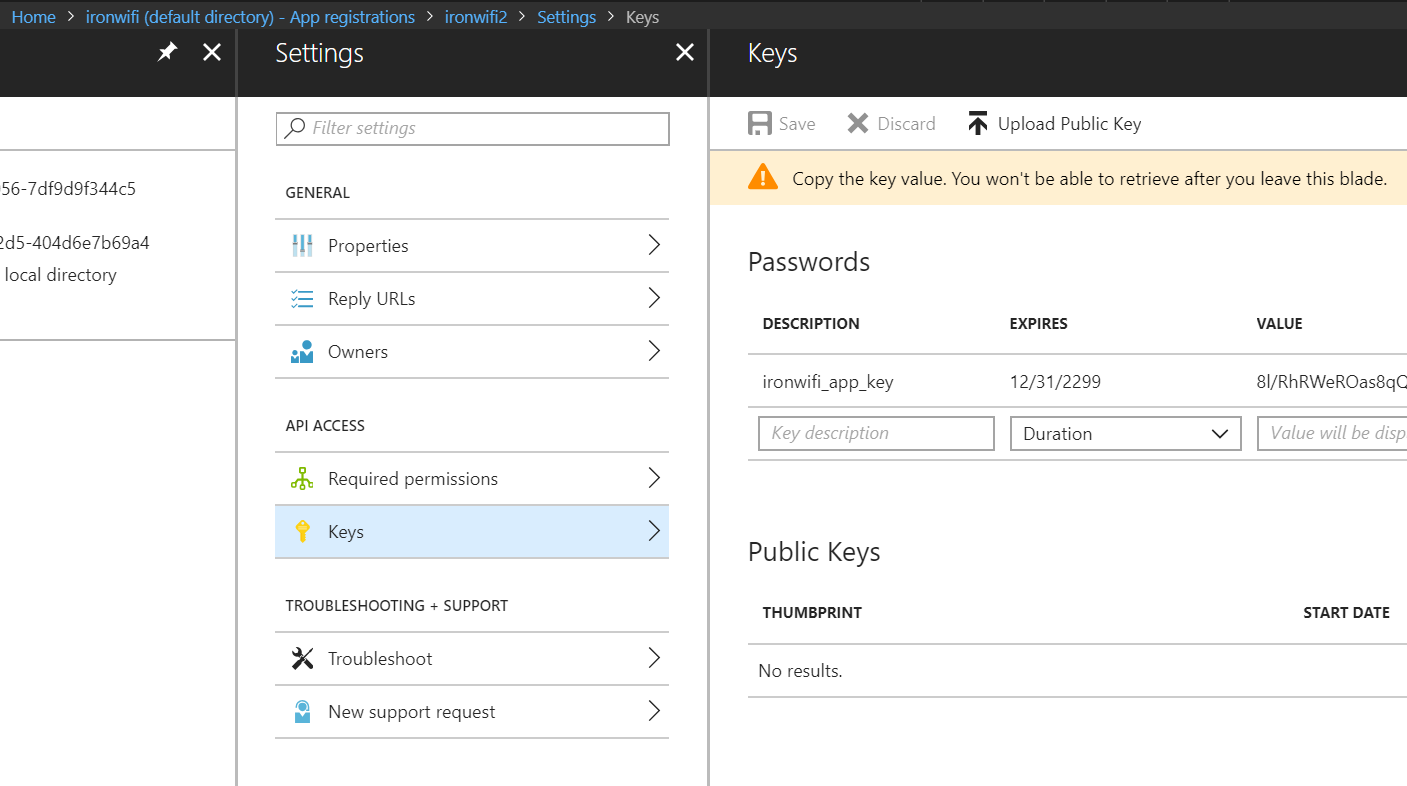 Home > ironwifi (default directory) - App registrations > ironwifi2 > Settings > Keys
Settings
Keys
Filter settings
Save
Discard
Upload Public Key
56-7df9d9f344c5
2d5-404d6e7b69a4
local directory
GENERAL
Properties
Reply URLs
Owners
API ACCESS
Required permissions
Keys
TROUBLESHOOTING + SUPPORT
Troubleshoot
New support request
Copy the key value. You won't be able to retrieve after you leave this blade.
Passwords
DESCRIPTION EXPIRES VALUE
ironwifi_app_key 12/31/2299 8l/RhRWeROas8qQ
Key description Duration Value will be disp
Public Keys
THUMBPRINT START DATE
No results.